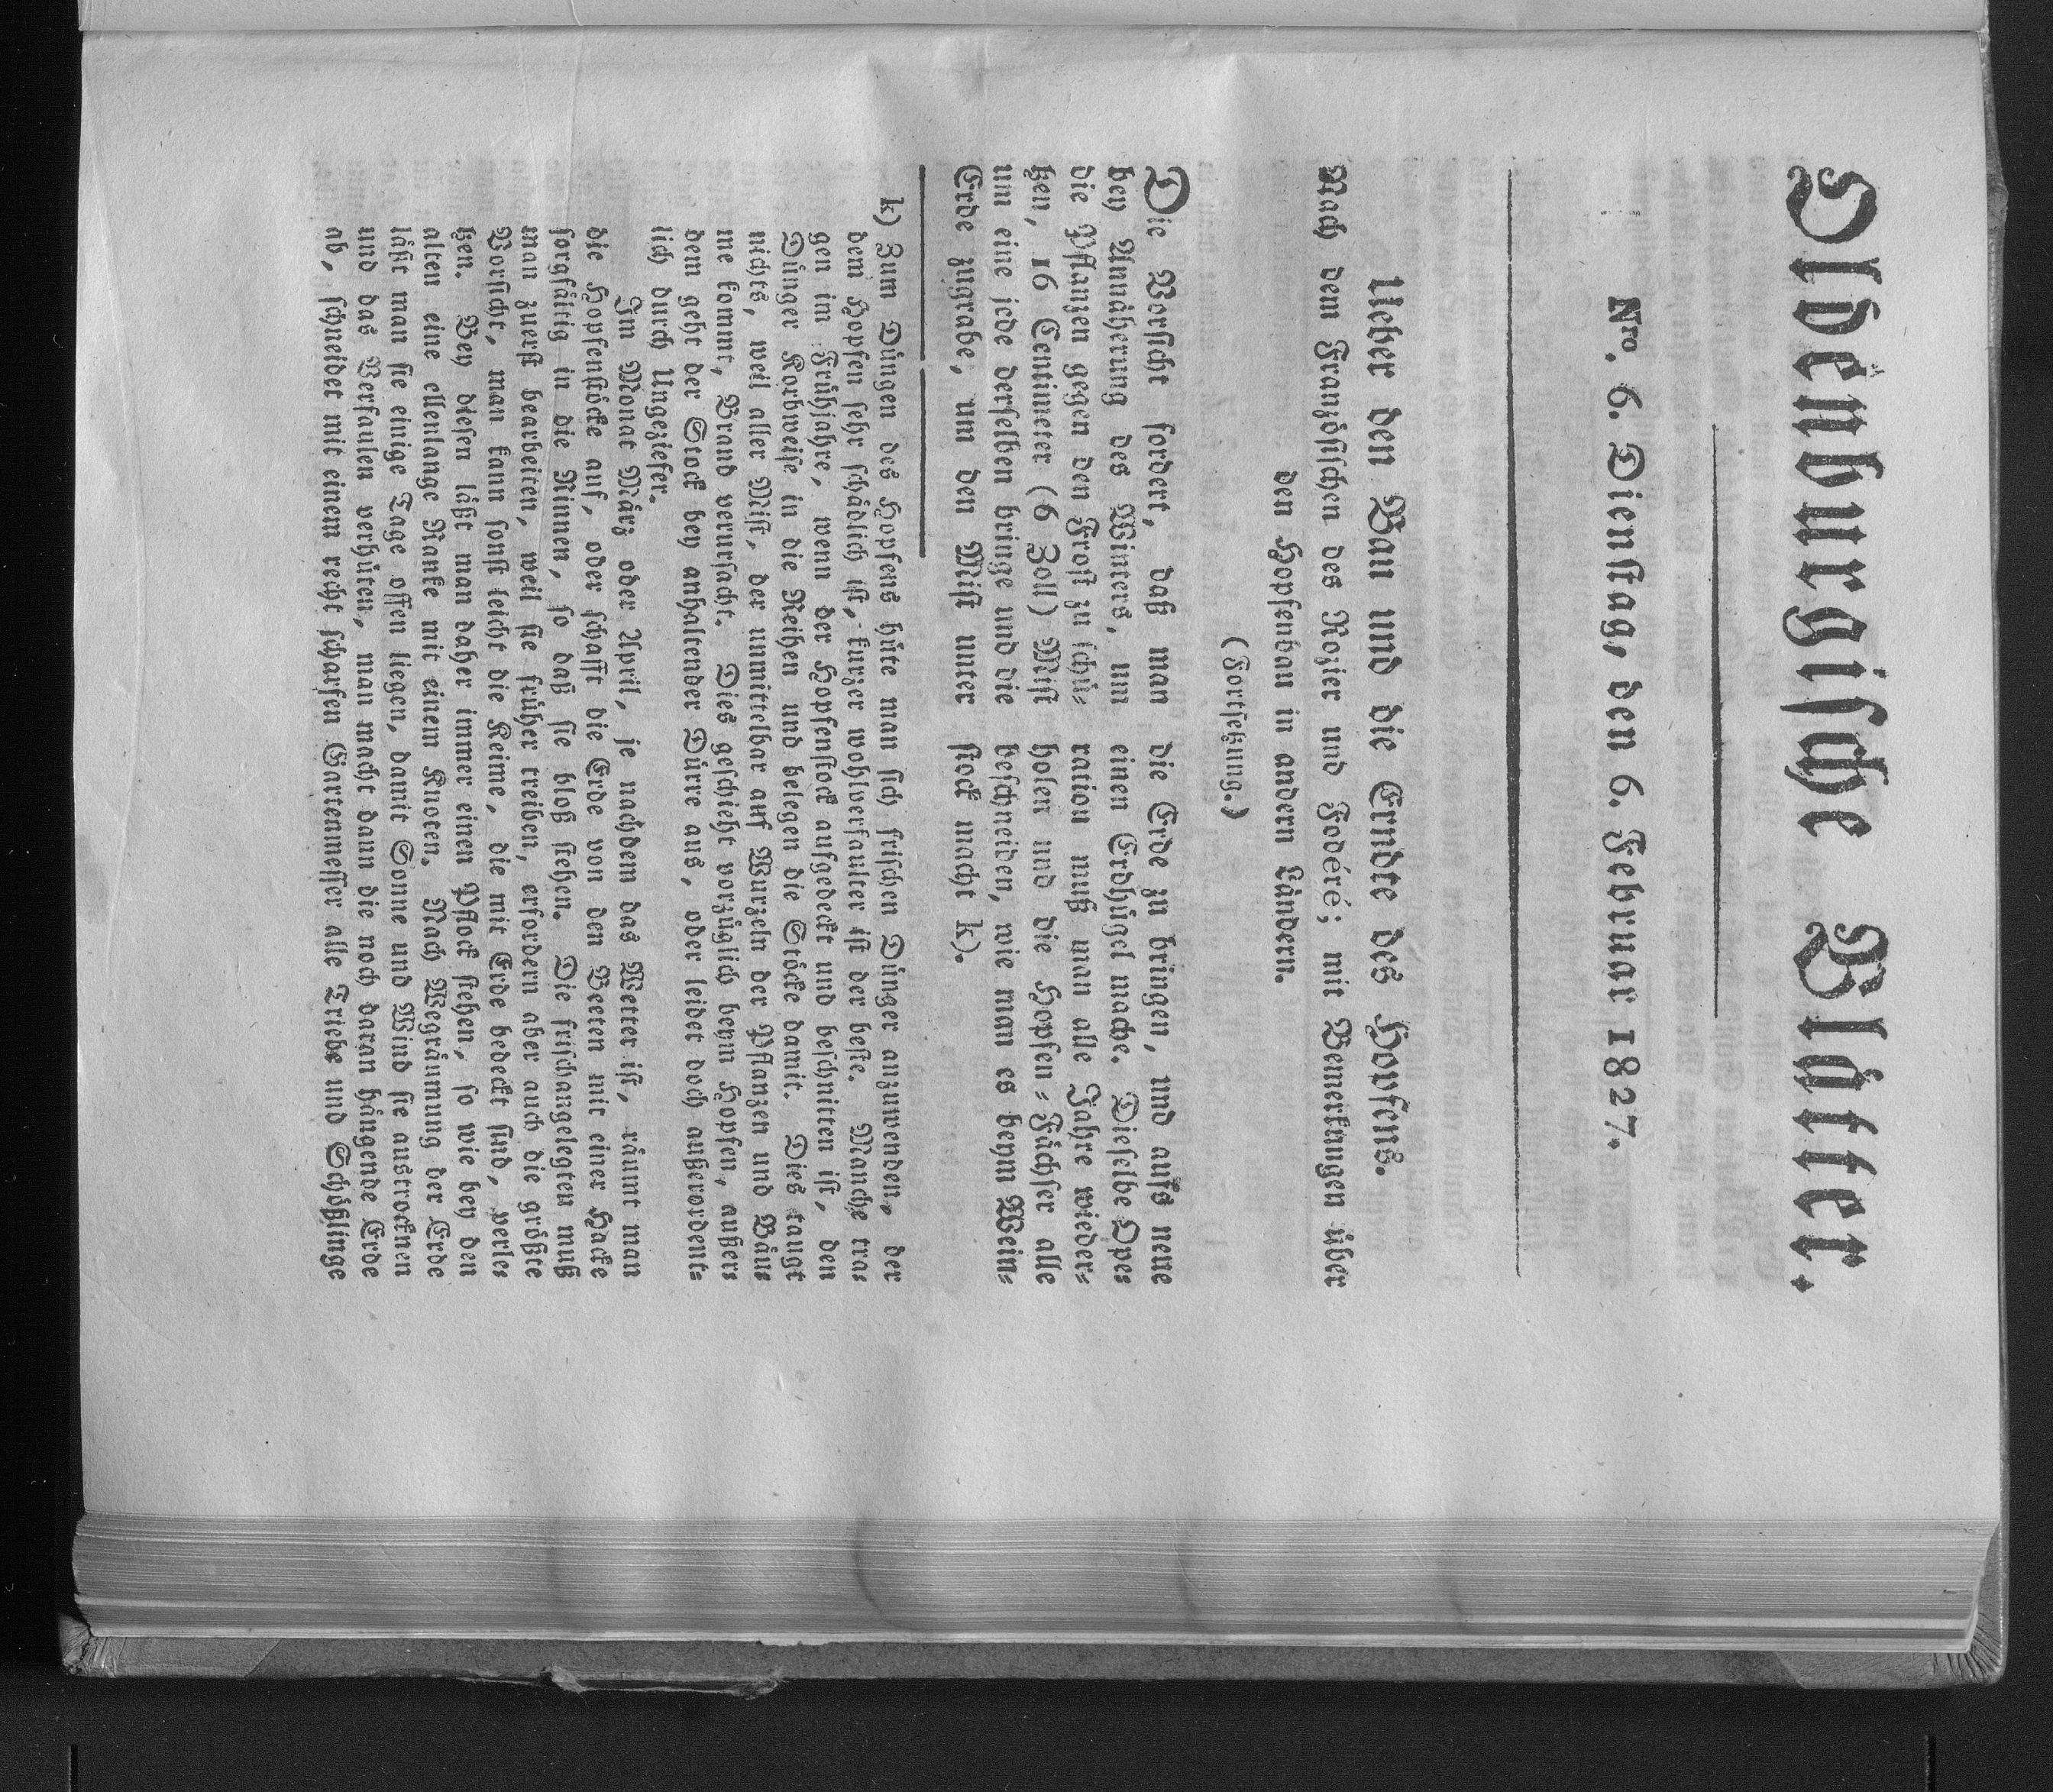 Oldenburgische Blätter.
Nro. 6. Dienstag, den 6. Februar 1827.
Ueber den Bau und die Erndte des Hopfens.
Nach dem Französischen des Rozier und Foderé; mit Bemerkungen über
den Hopfenbau in andern Ländern.
(Fortsetzung.)
Die Vorsicht fordert, daß man
bey Annäherung des Winters, um
die Pflanzen gegen den Frost zu schü-
tzen, 16 Centimeter (6 Zoll) Mist
um eine jede derselben bringe und die
Erde zugrabe, um den Mist unter
die Erde zu bringen, und aufs neue
einen Erdhügel mache. Dieselbe Ope-
ration muß man alle Jahre wieder-
holen und die Hopfen-Fächser alle
beschneiden, wie man es beym Wein-
stock macht k).
k) Zum Düngen des Hopfens hüte man sich frischen Dünger anzuwenden, der
dem Hopfen sehr schädlich ist, kurzer wohlverfaulter ist der beste. Manche tra-
gen im Frühjahre, wenn der Hopfenstock aufgedeckt und beschnitten ist, den
Dünger Korbweise in die Reihen und belegen die Stöcke damit. Dies taugt
nichts, weil aller Mist, der unmittelbar auf Wurzeln der Pflanzen und Bäu-
me kommt, Brand verursacht. Dies geschieht vorzüglich beym Hopfen, außer-
dem geht der Stock bey anhaltender Dürre aus, oder leidet doch außerordent-
lich durch Ungeziefer.
Im Monat März oder April, je nachdem das Wetter ist, räumt man
die Hopfenstöcke auf, oder schafft die Erde von den Beeten mit einer Hacke
sorgfältig in die Rinnen, so daß sie bloß stehen. Die frischangelegten muß
man zuerst bearbeiten, weil sie früher treiben, erfordern aber auch die größte
Vorsicht, man kann sonst leicht die Keime, die mit Erde bedeckt sind, verle-
tzen. Bey diesen läßt man daher immer einen Pflock stehen, so wie bey den
alten eine ellenlange Ranke mit einem Knoten. Nach Wegräumung der Erde
läßt man sie einige Tage offen liegen, damit Sonne und Wind sie austrocknen
und das Verfaulen verhüten, man macht dann die noch daran hängende Erde
ab, schneidet mit einem recht scharfen Gartenmesser alle Triebe und Schößlinge